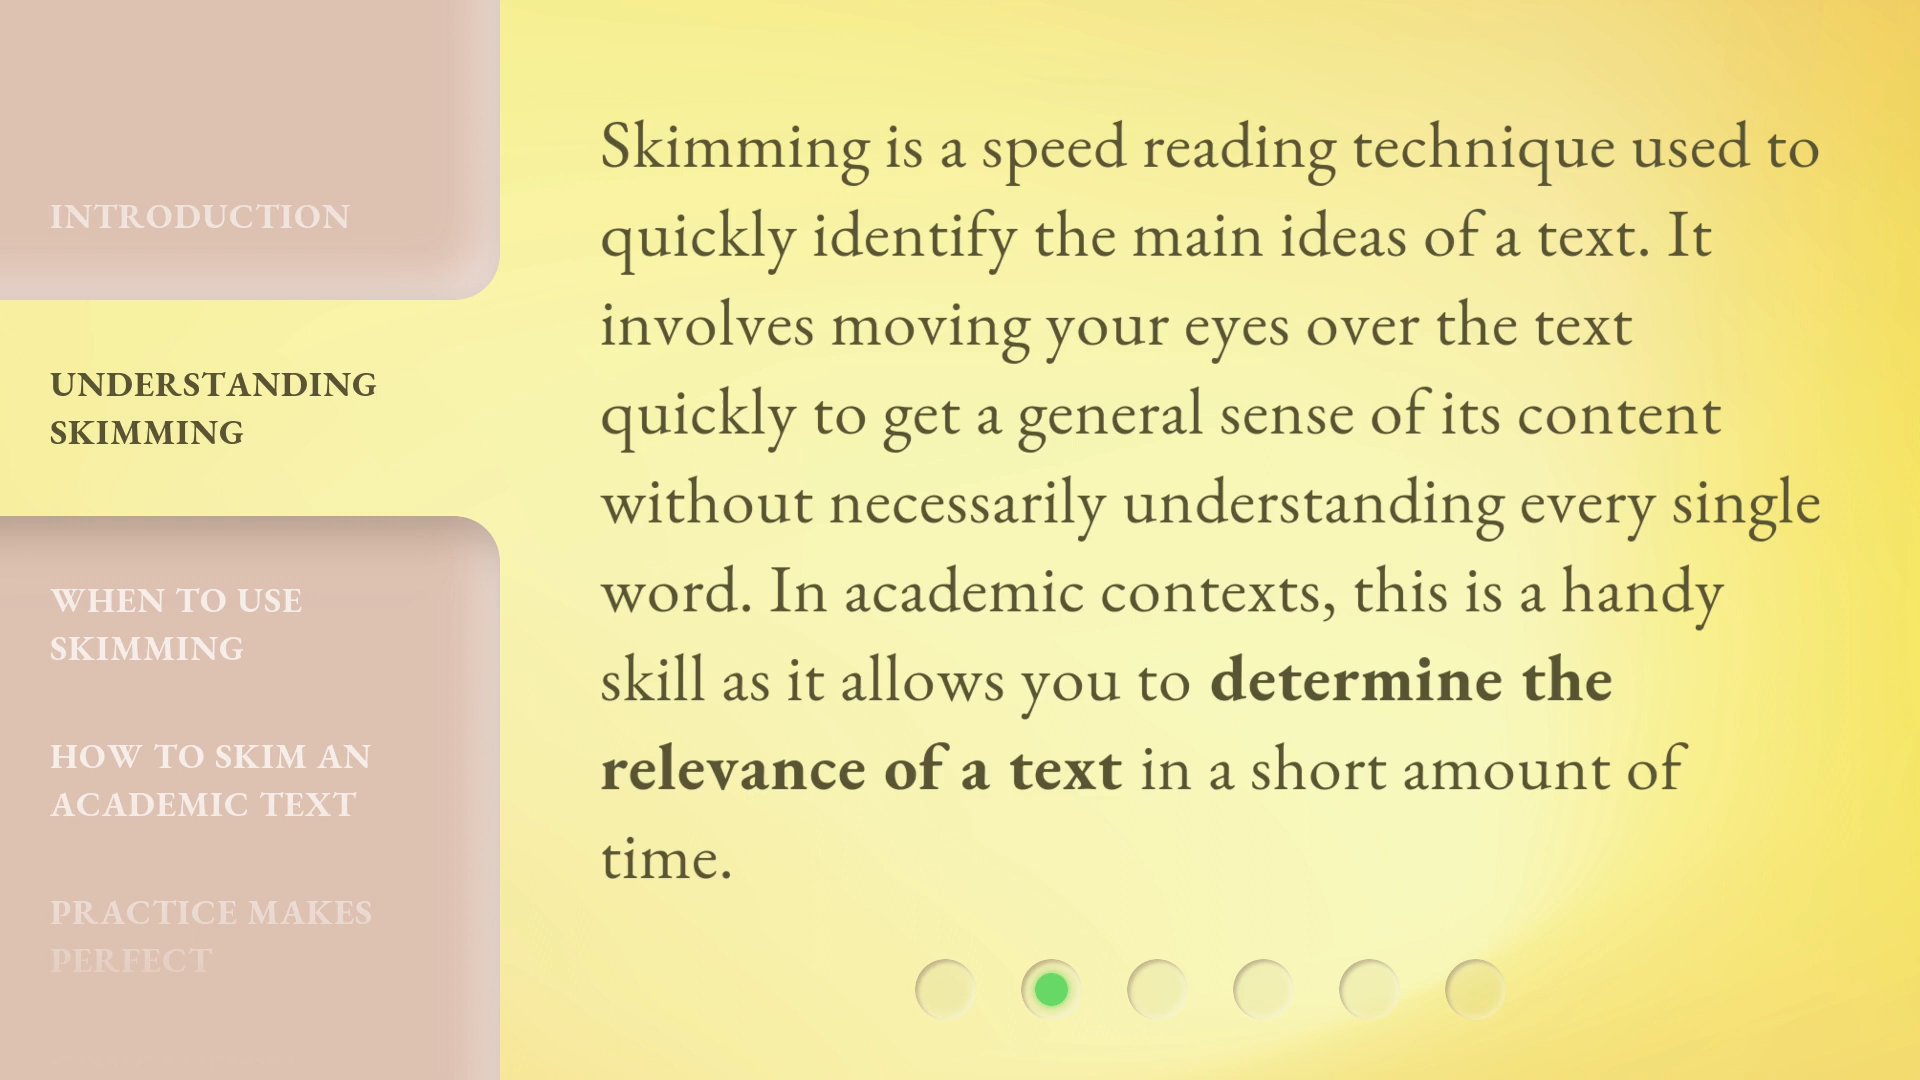 INTRODUCTION
UNDERSTANDING
SKIMMING
WHEN TO USE
SKIMMING
HOW TO SKIM AN
ACADEMIC TEXT
PRACTICE MAKES
PERFECT
Skimming is a speed reading technique used to
quickly identify the main ideas of a text. It
involves moving your eyes over the text
quickly to get a general sense of its content
without necessarily understanding every single
word. In academic contexts, this is a handy
skill as it allows you to determine the
relevance of a text in a short amount of
time.